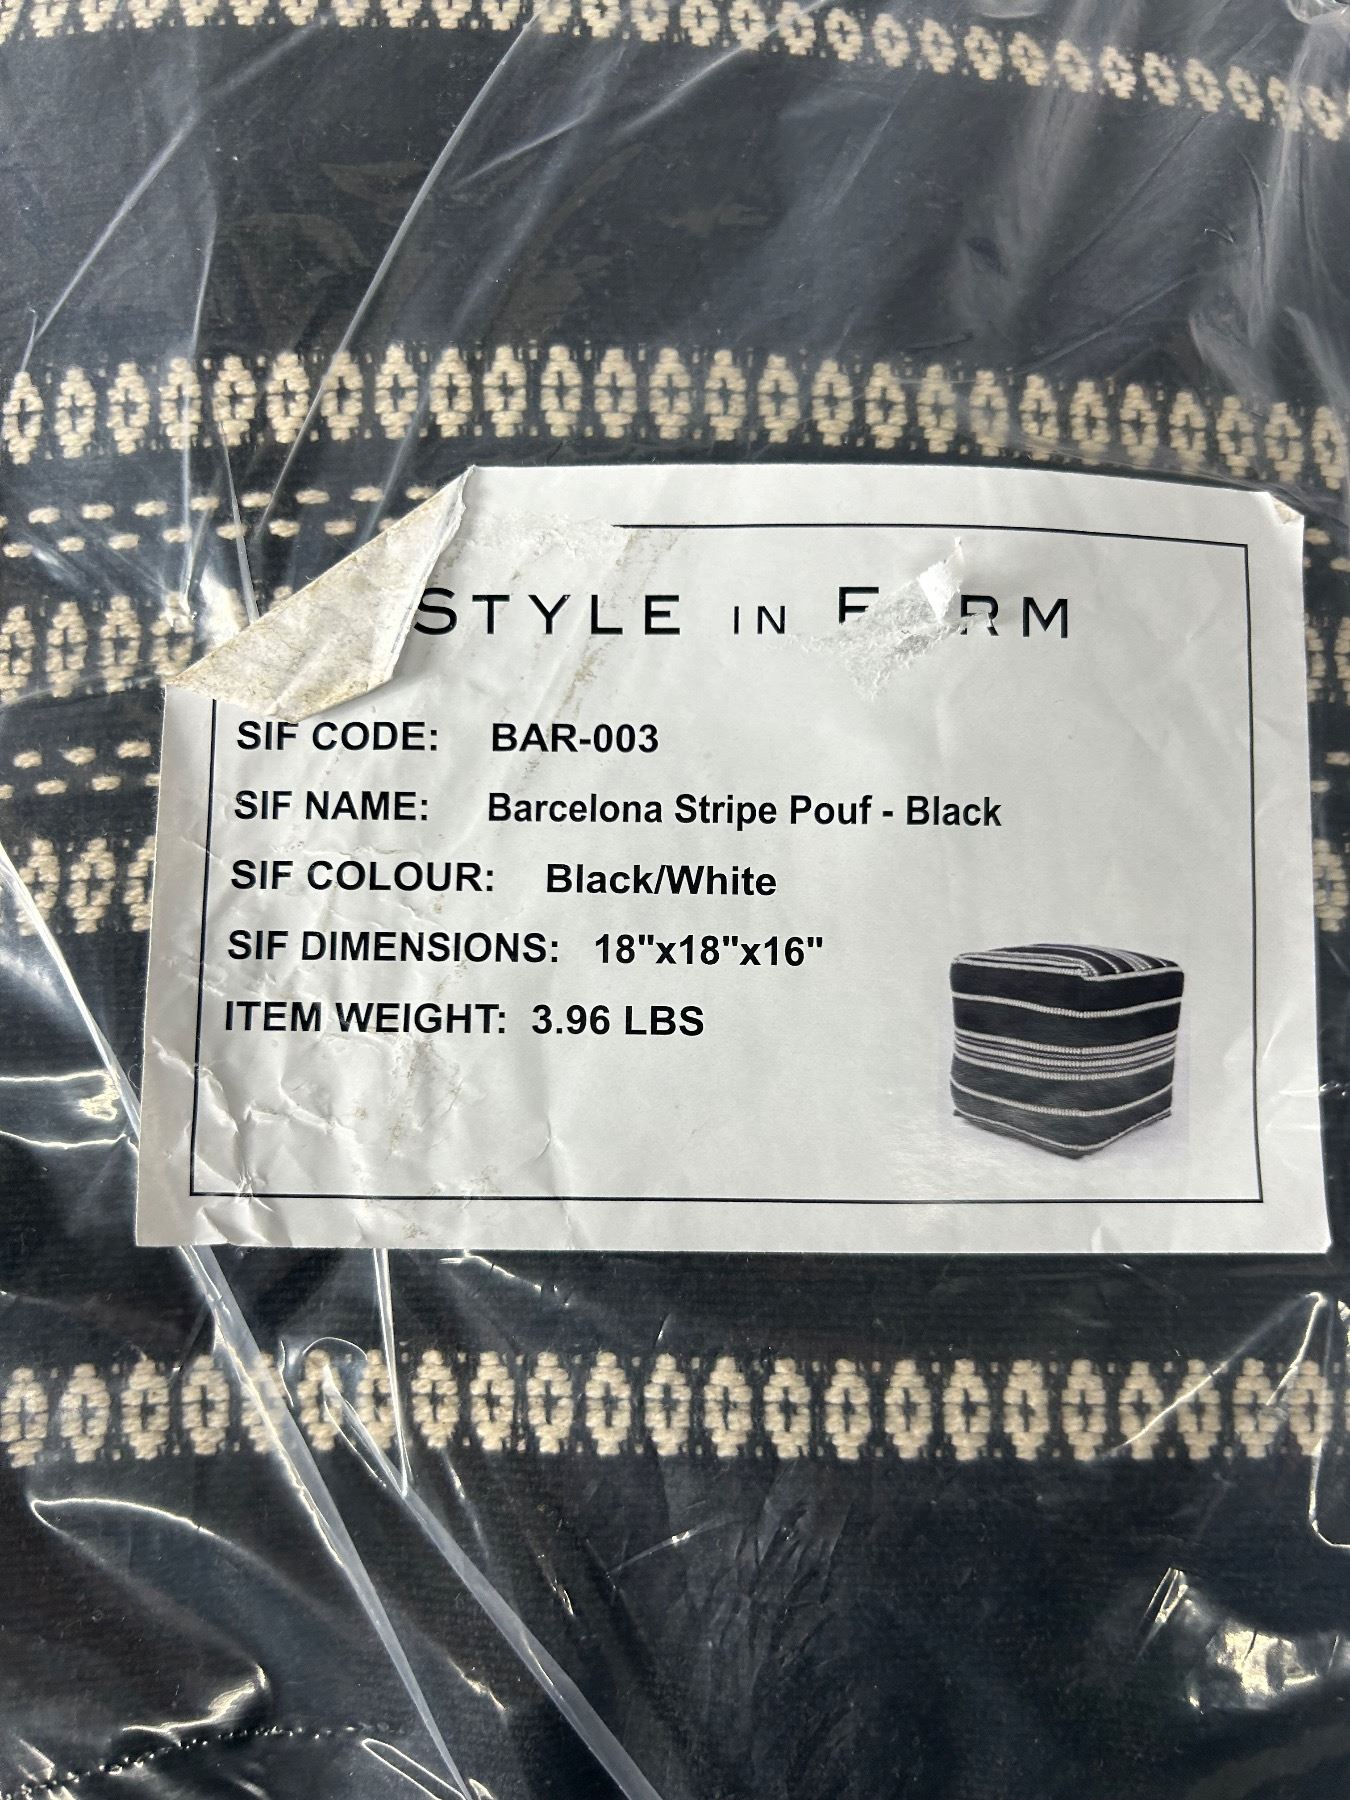 STYLE IN FORM
SIF CODE: BAR-003
SIF NAME: Barcelona Stripe Pouf - Black
SIF COLOUR: Black/White
SIF DIMENSIONS: 18"x18"x16"
ITEM WEIGHT: 3.96 LBS